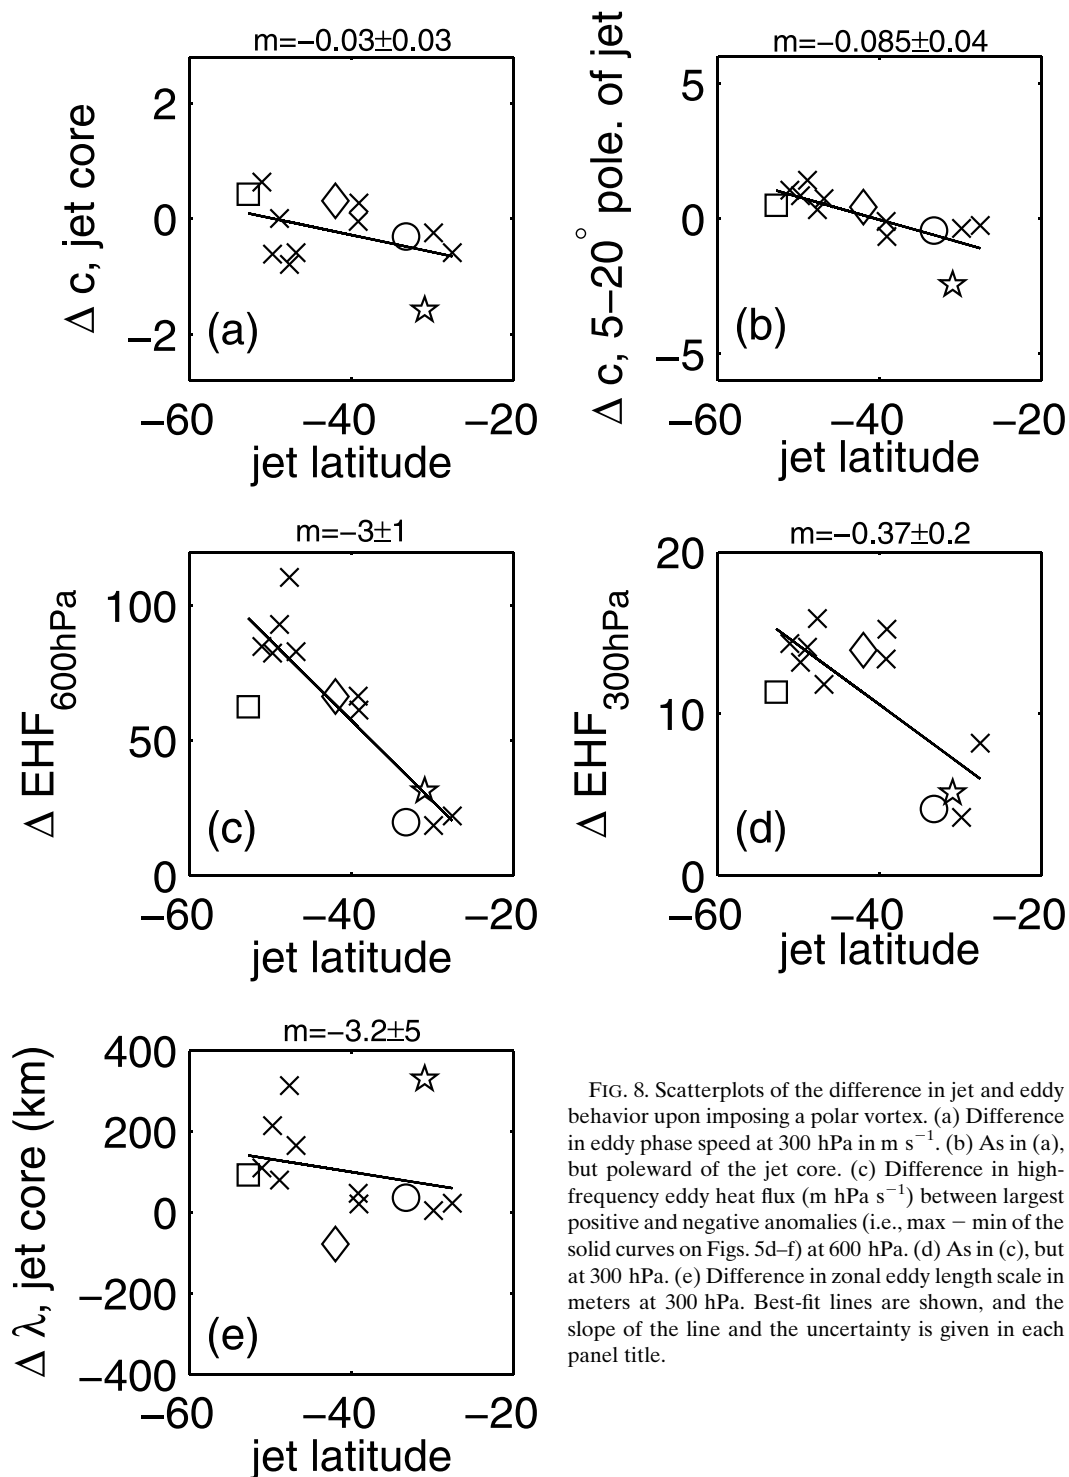 m=−0.03±0.03
Δ c, jet core
2
0
−2
(a)
−60
−40
−20
jet latitude
m=−0.085±0.04
Δ c, 5−20° pole. of jet
5
0
−5
(b)
−60
−40
−20
jet latitude
m=−3±1
Δ EHF600hPa
100
50
0
(c)
−60
−40
−20
jet latitude
m=−0.37±0.2
Δ EHF300hPa
20
10
0
(d)
−60
−40
−20
jet latitude
m=−3.2±5
Δ λ, jet core (km)
400
200
0
−200
−400
(e)
−60
−40
−20
jet latitude
FIG. 8. Scatterplots of the difference in jet and eddy
behavior upon imposing a polar vortex. (a) Difference
in eddy phase speed at 300 hPa in m s−1. (b) As in (a),
but poleward of the jet core. (c) Difference in high-
frequency eddy heat flux (m hPa s−1) between largest
positive and negative anomalies (i.e., max − min of the
solid curves on Figs. 5d–f) at 600 hPa. (d) As in (c), but
at 300 hPa. (e) Difference in zonal eddy length scale in
meters at 300 hPa. Best-fit lines are shown, and the
slope of the line and the uncertainty is given in each
panel title.